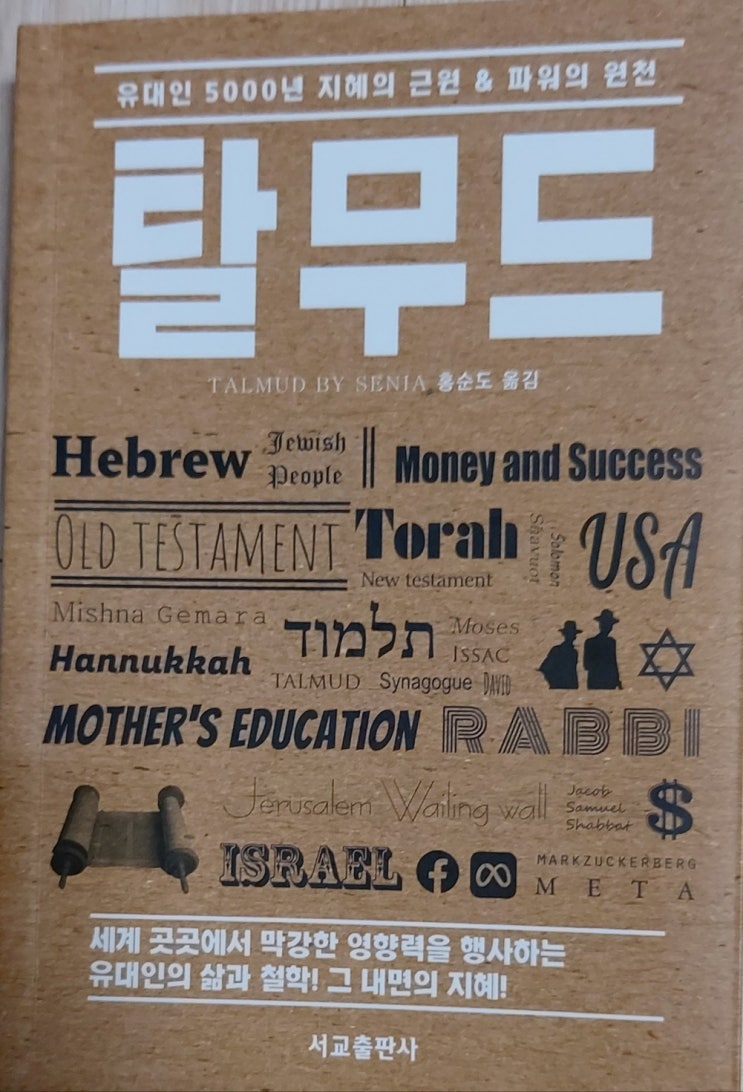 유대인 5000년 지혜의 근원 & 파워의 원천
탈무드
TALMUD BY SENIA 홍순도 옮김
Hebrew Jewish People Money and Success
OLD TESTAMENT Torah Shavuot Solomon USA
New testament
Mishna Gemara תלמוד Moses
Hannukkah ISSAC
TALMUD Synagogue DAVID
MOTHER'S EDUCATION RABBI
Jerusalem Wailing wall Jacob
Samuel
Shabbat $
ISRAEL f MARKZUCKERBERG
META
세계 곳곳에서 막강한 영향력을 행사하는
유대인의 삶과 철학! 그 내면의 지혜!
서교출판사